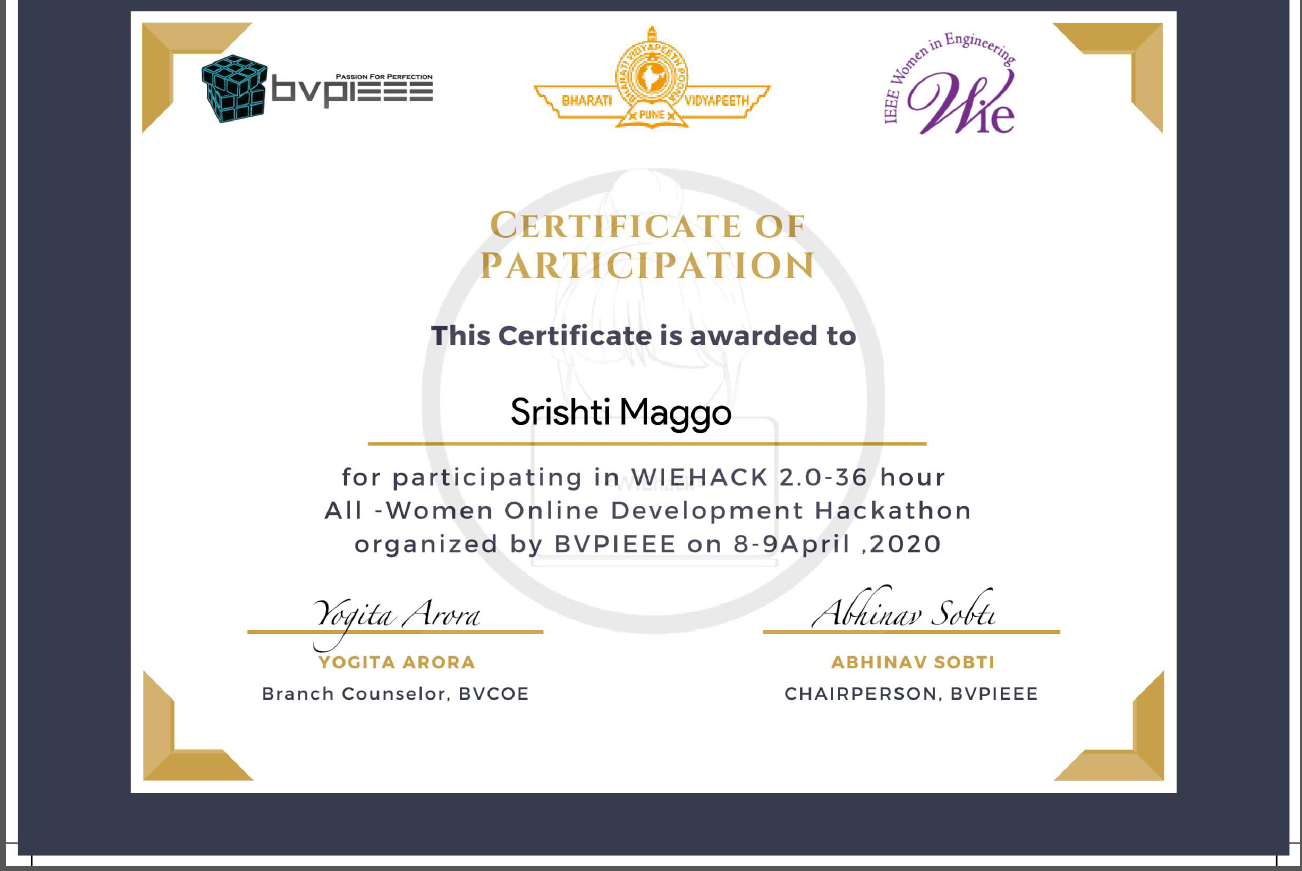 PASSION FOR PERFECTION
bvpieee
BHARATI VIDYAPEETH
PUNE
BHARATI VIDYAPEETH POONA
IEEE Women in Engineering
Wie
CERTIFICATE OF
PARTICIPATION
This Certificate is awarded to
Srishti Maggo
for participating in WIEHACK 2.0-36 hour
WIEHack
All -Women Online Development Hackathon
organized by BVPIEEE on 8-9April ,2020
Yogita Arora
Abhinav Sobti
YOGITA ARORA
ABHINAV SOBTI
Branch Counselor, BVCOE
CHAIRPERSON, BVPIEEE